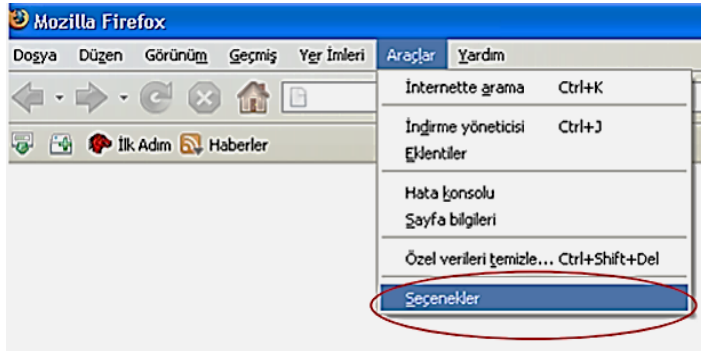 Mozilla Firefox
Dosya Düzen Görünüm Geçmiş Yer İmleri Araçlar Yardım
İnternette arama Ctrl+K
İndirme yöneticisi Ctrl+J
İlk Adım Haberler
Eklentiler
Hata konsolu
Sayfa bilgileri
Özel verileri temizle... Ctrl+Shift+Del
Seçenekler